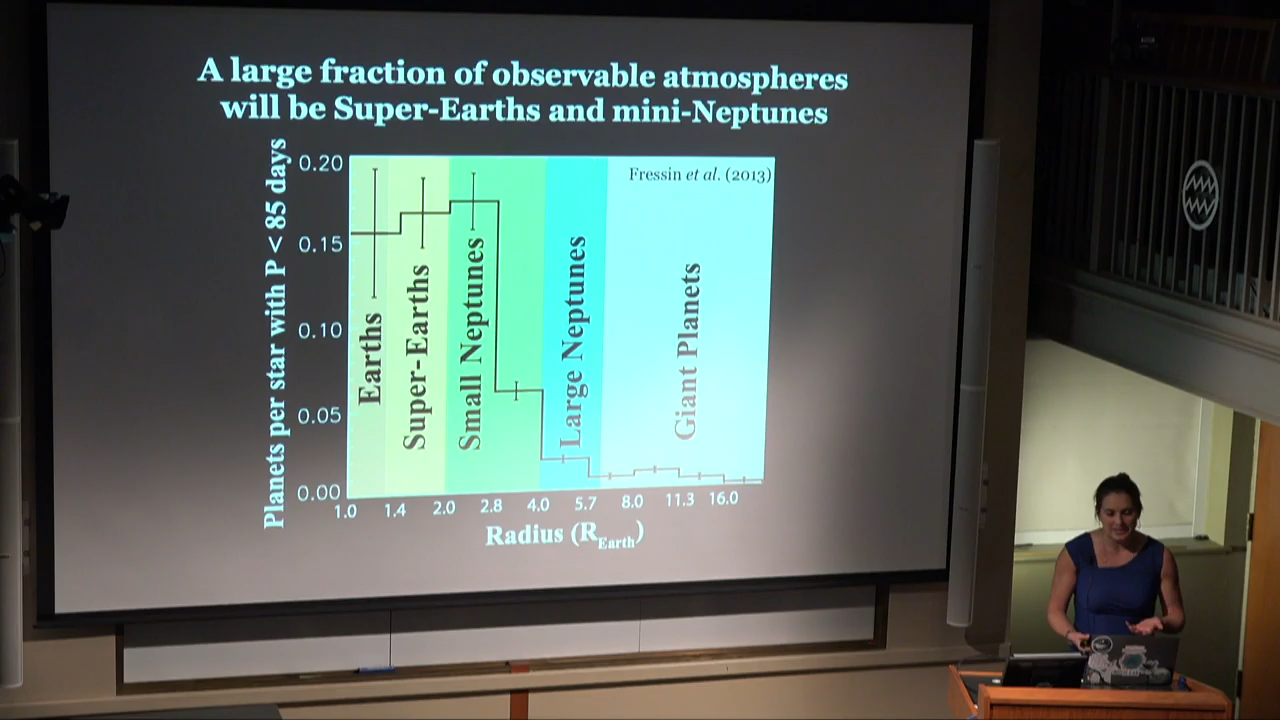 A large fraction of observable atmospheres
will be Super-Earths and mini-Neptunes
Planets per star with P < 85 days
0.20
0.15
0.10
0.05
0.00
Fressin et al. (2013)
Earths
Super-Earths
Small Neptunes
Large Neptunes
Giant Planets
1.0 1.4 2.0 2.8 4.0 5.7 8.0 11.3 16.0
Radius (REarth)